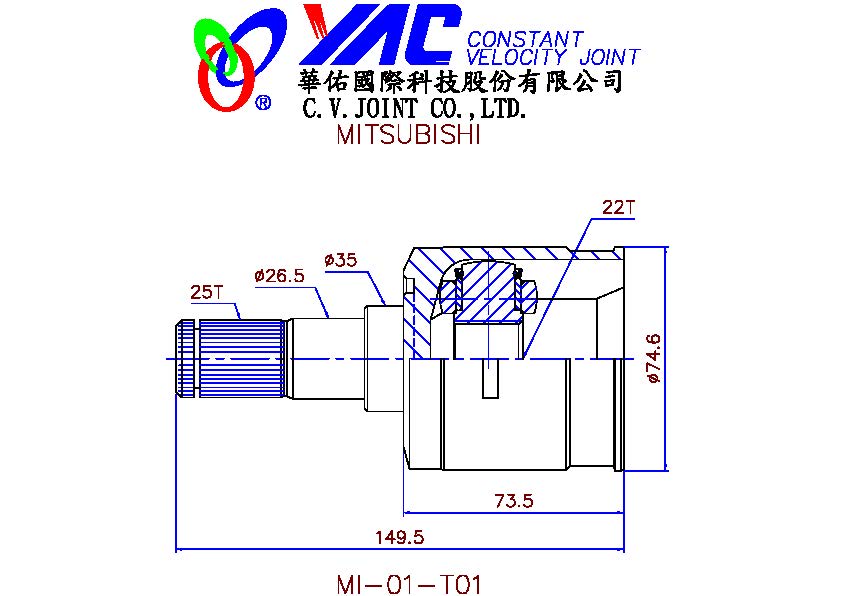 YAC CONSTANT
VELOCITY JOINT
®
華佑國際科技股份有限公司
C.V.JOINT CO.,LTD.
MITSUBISHI
22T
ø35
ø26.5
25T
ø74.6
73.5
149.5
MI-01-T01